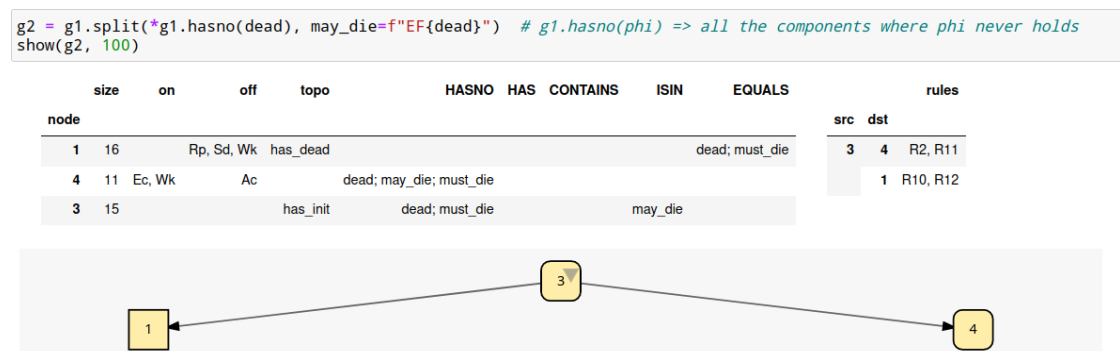 g2 = g1.split(*g1.hasno(dead), may_die=f"EF{dead}")  # g1.hasno(phi) => all the components where phi never holds
show(g2, 100)
size on off topo HASNO HAS CONTAINS ISIN EQUALS rules
node src dst
1 16 Rp, Sd, Wk has_dead dead; must_die 3 4 R2, R11
4 11 Ec, Wk Ac dead; may_die; must_die 1 R10, R12
3 15 has_init dead; must_die may_die
3
1 4